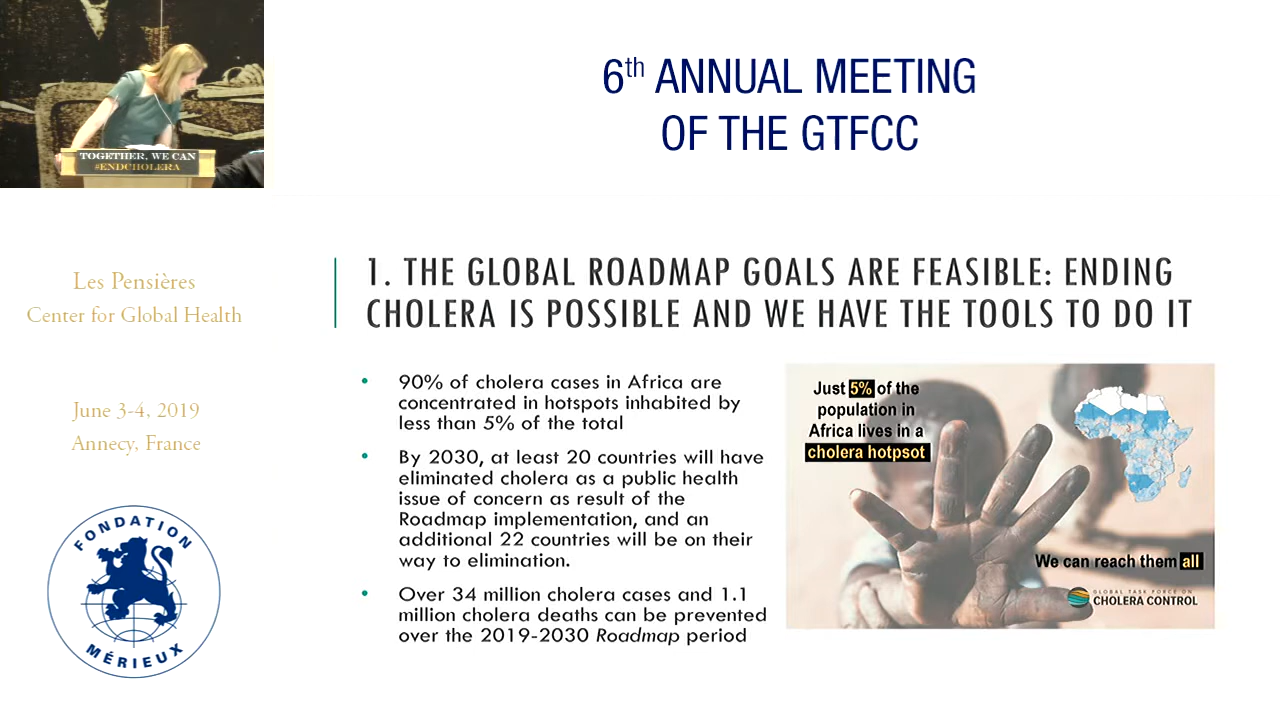 6th ANNUAL MEETING
OF THE GTFCC
TOGETHER, WE CAN
#ENDCHOLERA
Les Pensières
Center for Global Health
June 3-4, 2019
Annecy, France
FONDATION
MÉRIEUX
1. THE GLOBAL ROADMAP GOALS ARE FEASIBLE: ENDING
CHOLERA IS POSSIBLE AND WE HAVE THE TOOLS TO DO IT
• 90% of cholera cases in Africa are
concentrated in hotspots inhabited by
less than 5% of the total
• By 2030, at least 20 countries will have
eliminated cholera as a public health
issue of concern as result of the
Roadmap implementation, and an
additional 22 countries will be on their
way to elimination.
• Over 34 million cholera cases and 1.1
million cholera deaths can be prevented
over the 2019-2030 Roadmap period
Just 5% of the
population in
Africa lives in a
cholera hotpsot
We can reach them all
GLOBAL TASK FORCE ON
CHOLERA CONTROL